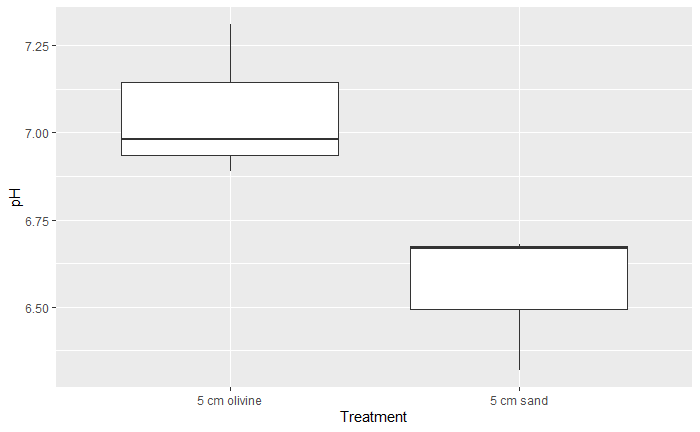 7.25
7.00
6.75
6.50
pH
5 cm olivine
5 cm sand
Treatment